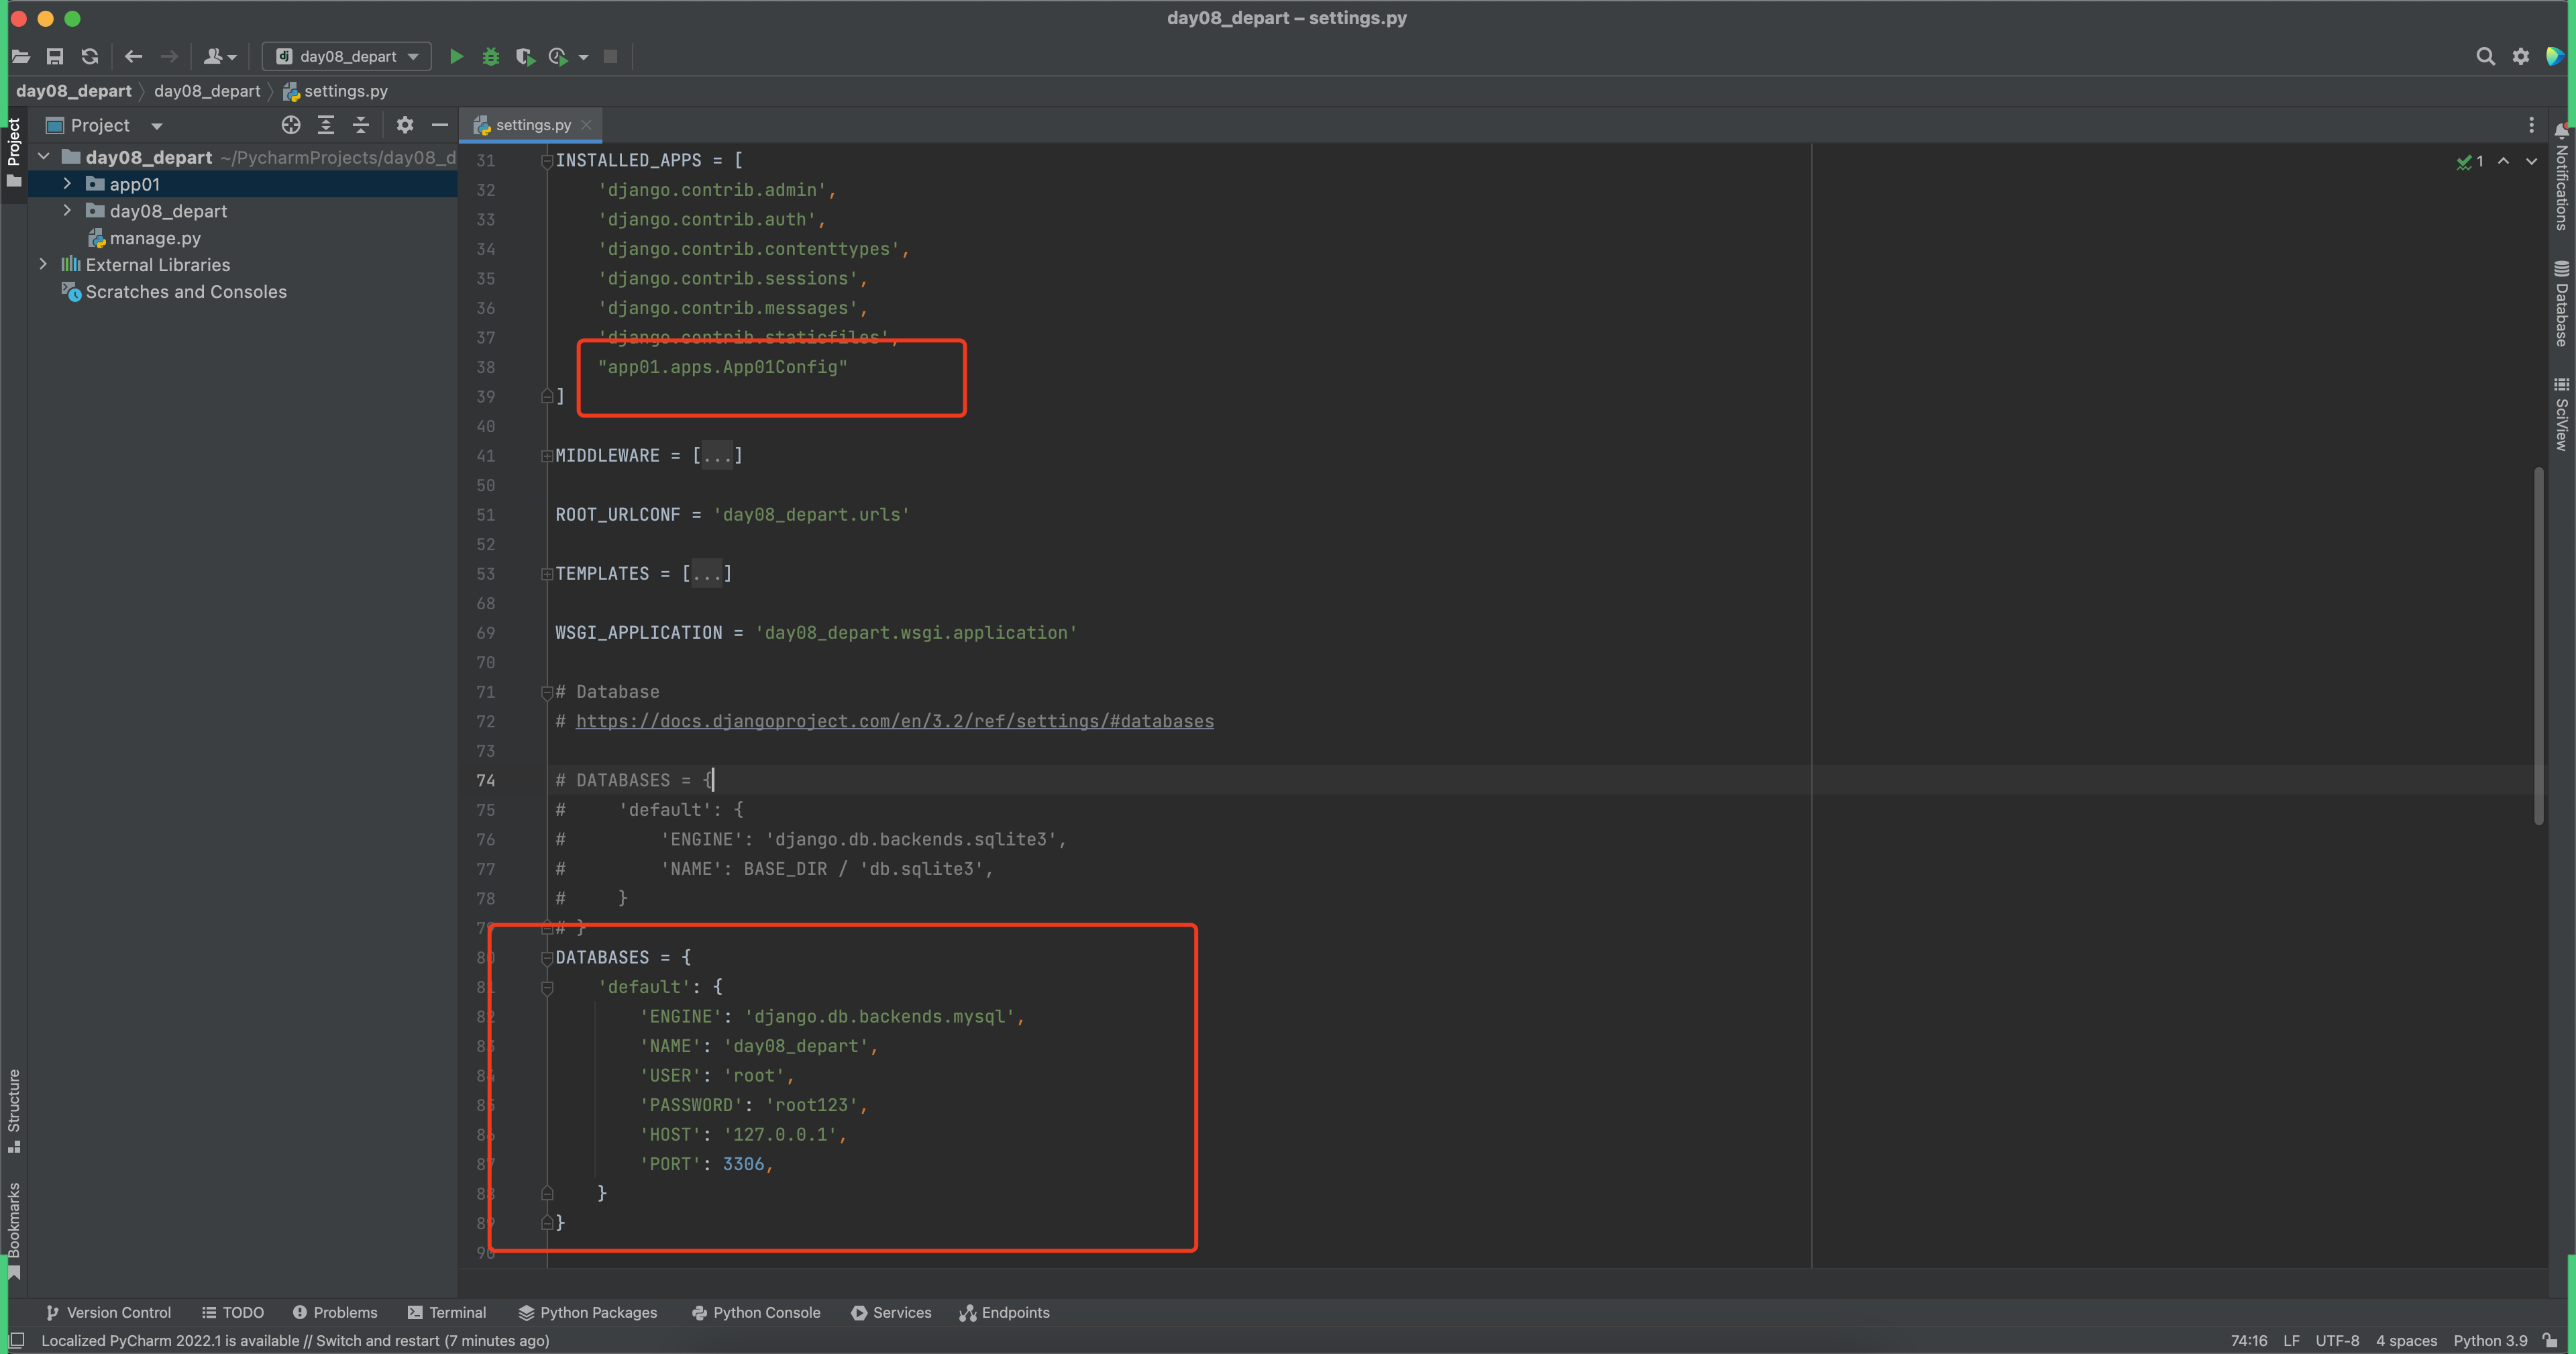 day08_depart – settings.py
day08_depart
day08_depart
day08_depart
settings.py
Project
Project
settings.py
day08_depart ~/PycharmProjects/day08_d
app01
day08_depart
manage.py
External Libraries
Scratches and Consoles
31 INSTALLED_APPS = [
32 'django.contrib.admin',
33 'django.contrib.auth',
34 'django.contrib.contenttypes',
35 'django.contrib.sessions',
36 'django.contrib.messages',
37 'django.contrib.staticfiles',
38 "app01.apps.App01Config"
39 ]
40
41 MIDDLEWARE = [...]
50
51 ROOT_URLCONF = 'day08_depart.urls'
52
53 TEMPLATES = [...]
68
69 WSGI_APPLICATION = 'day08_depart.wsgi.application'
70
71 # Database
72 # https://docs.djangoproject.com/en/3.2/ref/settings/#databases
73
74 # DATABASES = {
75 # 'default': {
76 # 'ENGINE': 'django.db.backends.sqlite3',
77 # 'NAME': BASE_DIR / 'db.sqlite3',
78 # }
79 # }
80 DATABASES = {
81 'default': {
82 'ENGINE': 'django.db.backends.mysql',
83 'NAME': 'day08_depart',
84 'USER': 'root',
85 'PASSWORD': 'root123',
86 'HOST': '127.0.0.1',
87 'PORT': 3306,
88 }
89 }
90
1
Notifications
Database
SciView
Structure
Bookmarks
Version Control
TODO
Problems
Terminal
Python Packages
Python Console
Services
Endpoints
Localized PyCharm 2022.1 is available // Switch and restart (7 minutes ago)
74:16 LF UTF-8 4 spaces Python 3.9